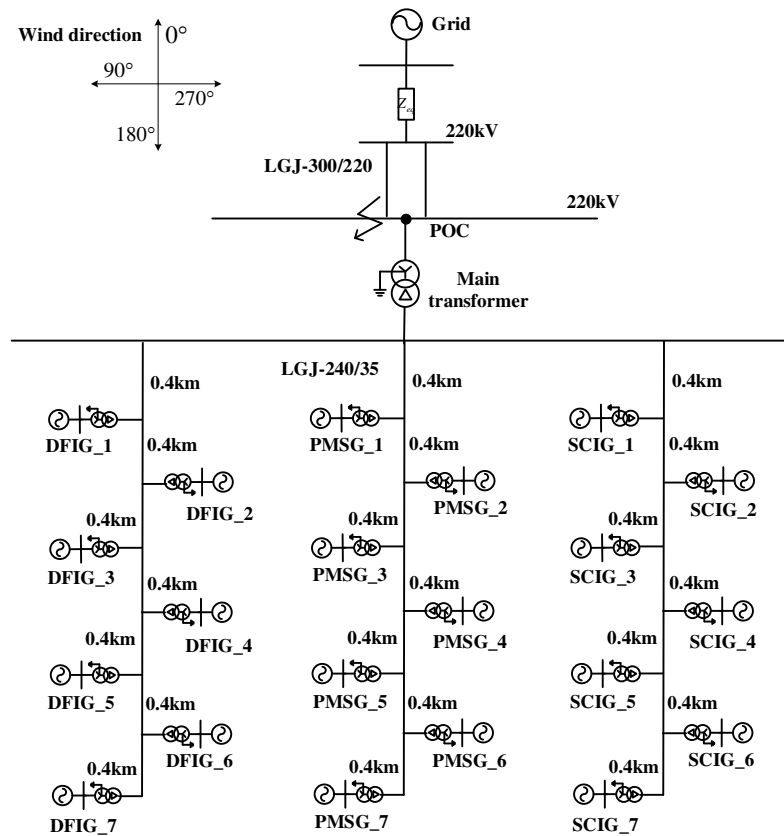 Grid
Wind direction
0°
90°
270°
180°
Zeq
220kV
LGJ-300/220
220kV
POC
Main
transformer
LGJ-240/35
0.4km
0.4km
0.4km
DFIG_1
PMSG_1
SCIG_1
0.4km
0.4km
0.4km
DFIG_2
PMSG_2
SCIG_2
0.4km
0.4km
0.4km
DFIG_3
PMSG_3
SCIG_3
0.4km
0.4km
0.4km
DFIG_4
PMSG_4
SCIG_4
0.4km
0.4km
0.4km
DFIG_5
PMSG_5
SCIG_5
0.4km
0.4km
0.4km
DFIG_6
PMSG_6
SCIG_6
0.4km
0.4km
0.4km
DFIG_7
PMSG_7
SCIG_7